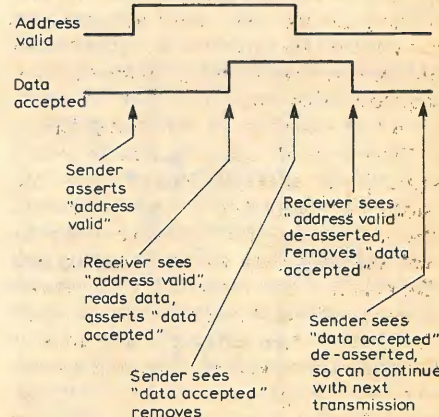 Address
valid
Data
accepted
Sender
asserts
"address
valid"
Receiver sees
"address valid",
reads data,
asserts "data
accepted"
Sender sees
"data accepted"
removes
Receiver sees
"address valid"
de-asserted,
removes "data
accepted"
Sender sees
"data accepted"
de-asserted,
so can continue
with next
transmission